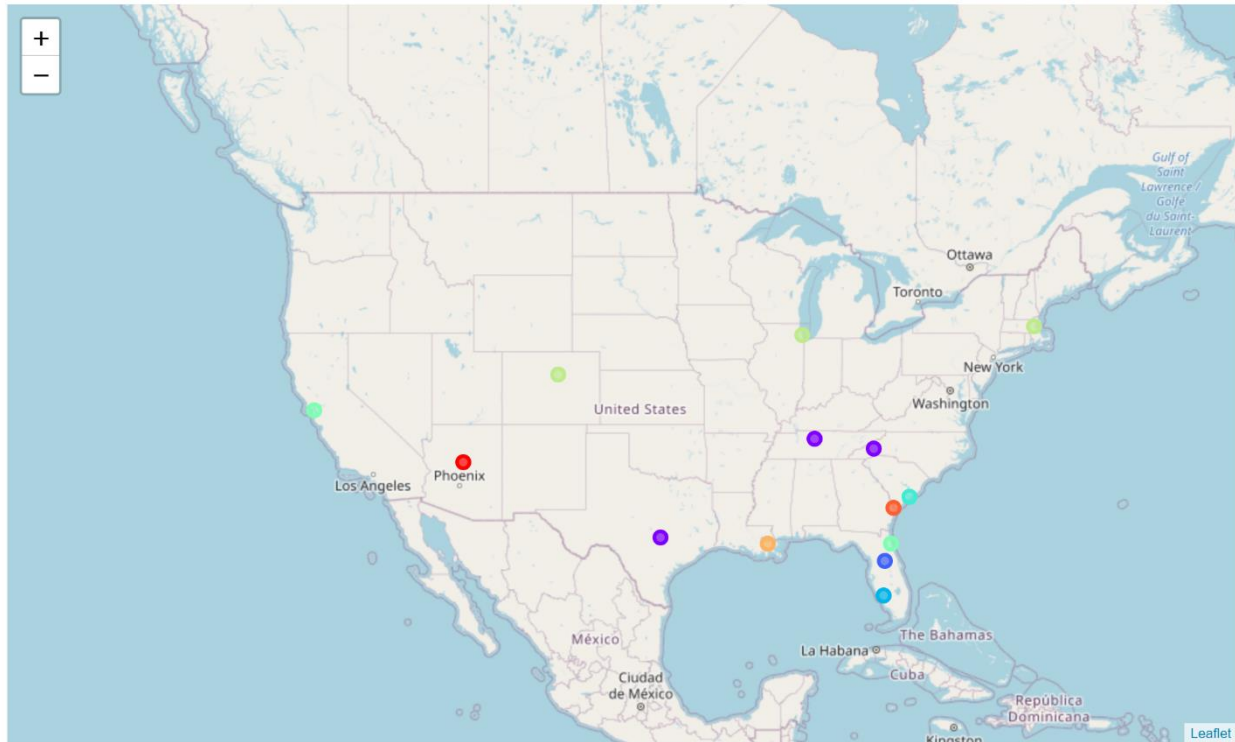 +
−
Gulf of
Saint
Lawrence /
Golfe
du Saint-
Laurent
Ottawa
Toronto
New York
United States
Washington
Phoenix
Los Angeles
México
The Bahamas
La Habana
Cuba
Ciudad
de México
República
Dominicana
Kingston
Leaflet